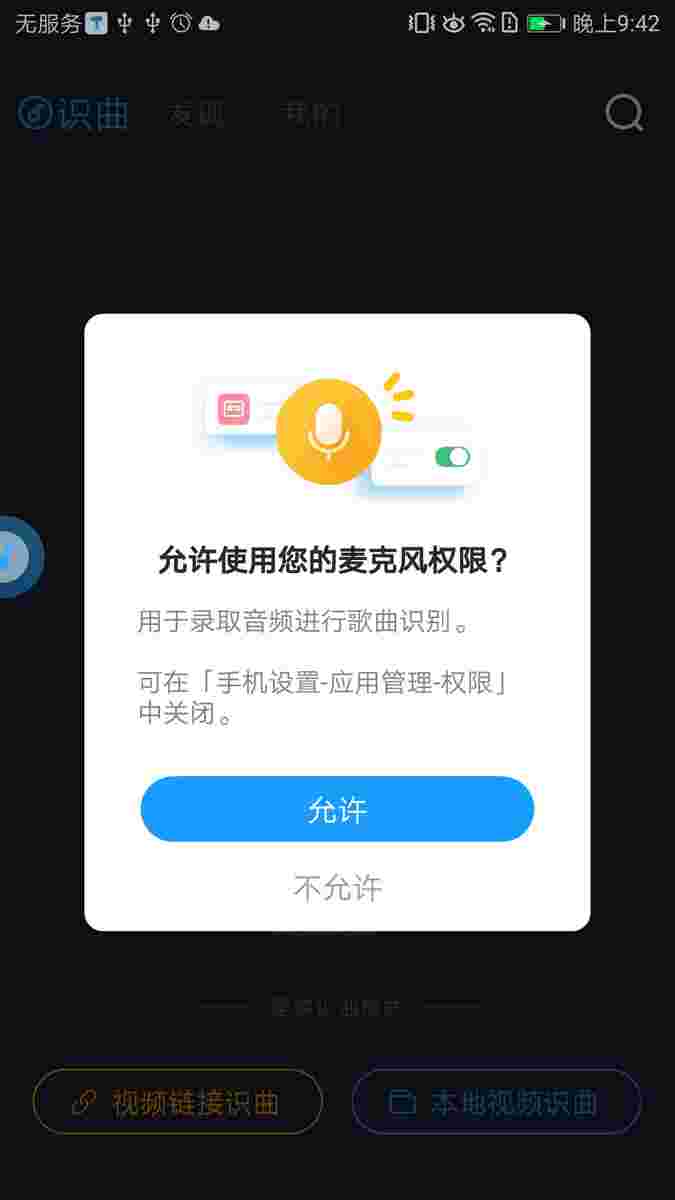 无服务
晚上9:42
识曲
我的
允许使用您的麦克风权限？
用于录取音频进行歌曲识别。
可在「手机设置-应用管理-权限」
中关闭。
允许
不允许
视频链接识曲
本地视频识曲